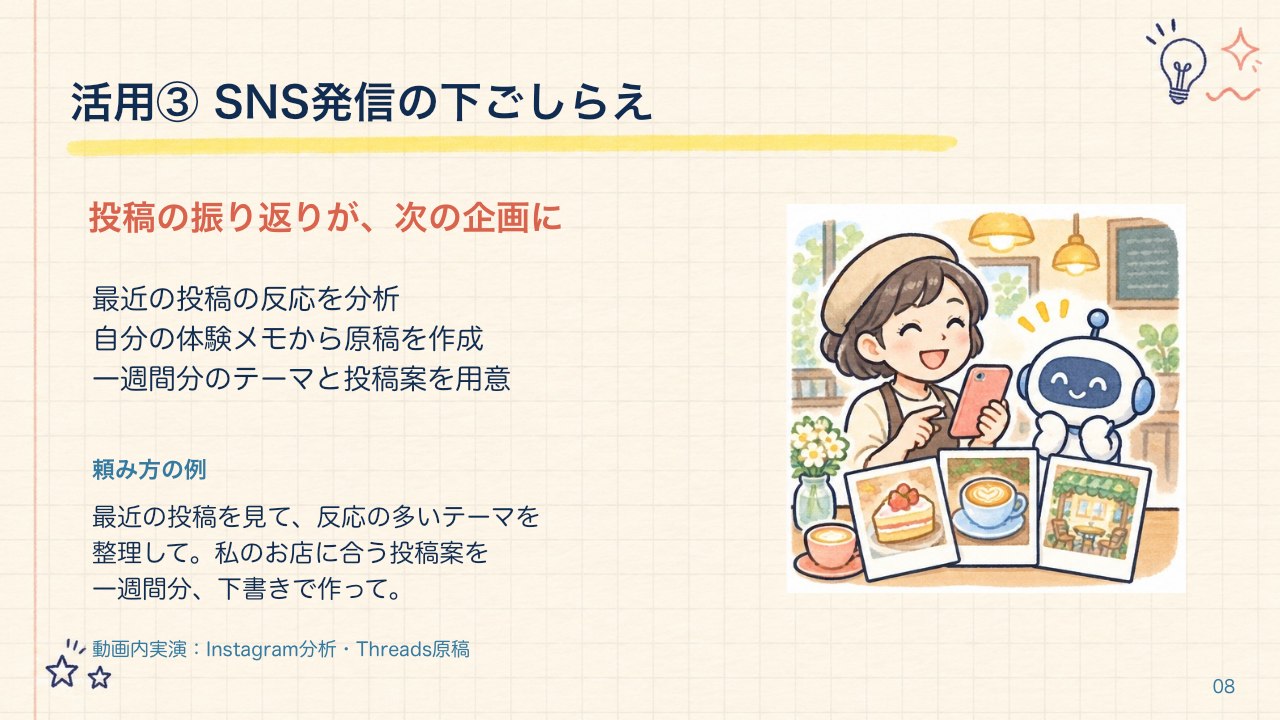 活用③ SNS発信の下ごしらえ
投稿の振り返りが、次の企画に
最近の投稿の反応を分析
自分の体験メモから原稿を作成
一週間分のテーマと投稿案を用意
頼み方の例
最近の投稿を見て、反応の多いテーマを
整理して。私のお店に合う投稿案を
一週間分、下書きで作って。
動画内実演：Instagram分析・Threads原稿
08